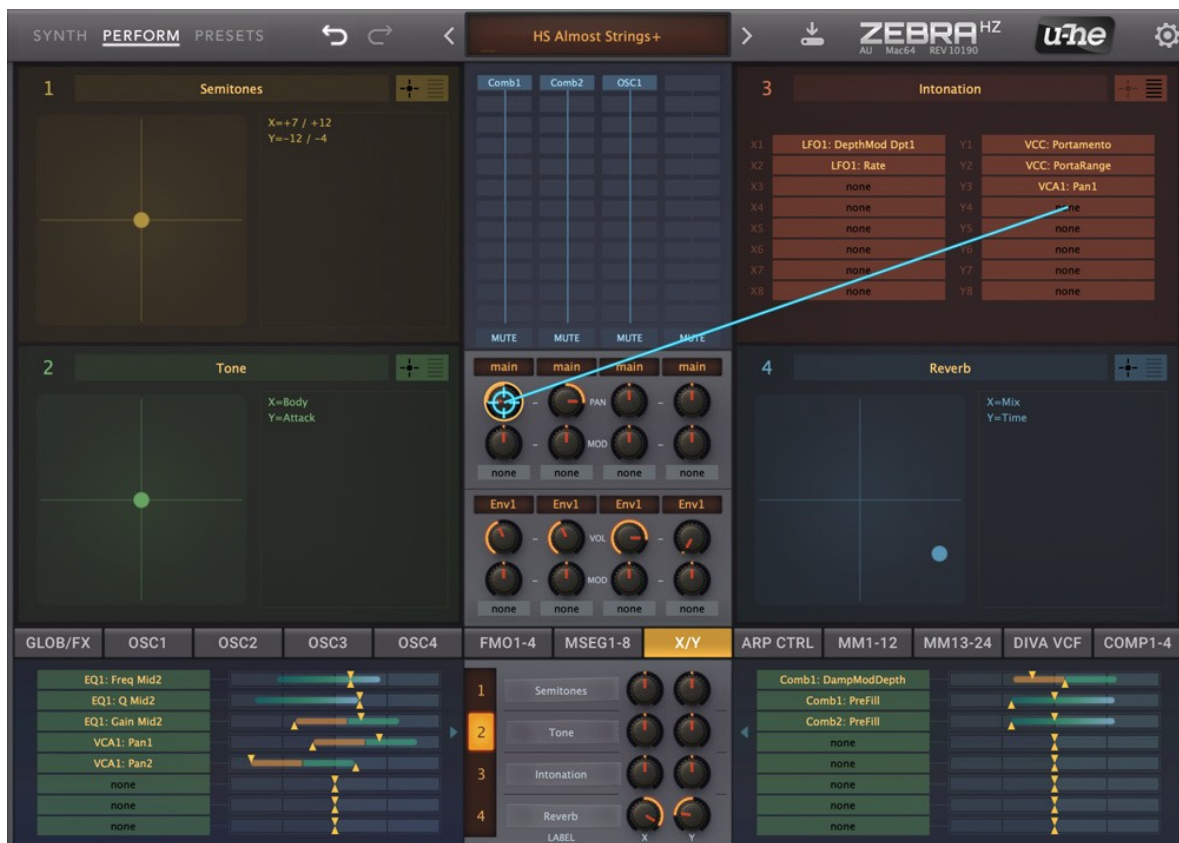 SYNTH PERFORM PRESETS HS Almost Strings+ ZEBRA HZ u-he
AU Mac64 REV 10190
1 Semitones
X=+7 / +12
Y=-12 / -4
Comb1 Comb2 OSC1
MUTE MUTE MUTE MUTE
3 Intonation
X1 LFO1: DepthMod Dpt1 Y1 VCC: Portamento
X2 LFO1: Rate Y2 VCC: PortaRange
X3 none Y3 VCA1: Pan1
X4 none Y4 none
X5 none Y5 none
X6 none Y6 none
X7 none Y7 none
X8 none Y8 none
2 Tone
X=Body
Y=Attack
main main main main
PAN
MOD
none none none none
Env1 Env1 Env1 Env1
VOL
MOD
none none none none
4 Reverb
X=Mix
Y=Time
GLOB/FX OSC1 OSC2 OSC3 OSC4 FMO1-4 MSEG1-8 X/Y ARP CTRL MM1-12 MM13-24 DIVA VCF COMP1-4
EQ1: Freq Mid2
EQ1: Q Mid2
EQ1: Gain Mid2
VCA1: Pan1
VCA1: Pan2
none
none
none
1 Semitones
2 Tone
3 Intonation
4 Reverb
LABEL X Y
Comb1: DampModDepth
Comb1: PreFill
Comb2: PreFill
none
none
none
none
none